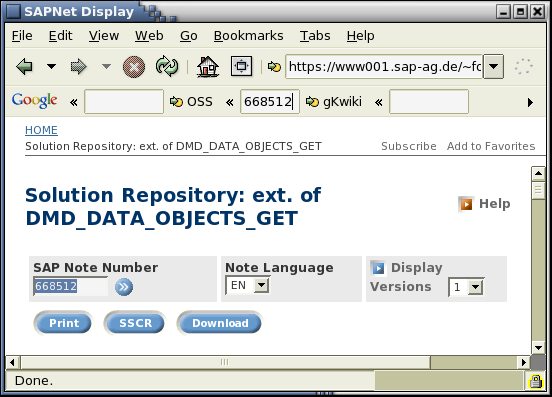 SAPNet Display
File Edit View Web Go Bookmarks Tabs Help
https://www001.sap-ag.de/~fo
Google « OSS « 668512 gKwiki «
HOME
Solution Repository: ext. of DMD_DATA_OBJECTS_GET Subscribe Add to Favorites
Solution Repository: ext. of
DMD_DATA_OBJECTS_GET
Help
SAP Note Number Note Language Display
668512 EN Versions 1
Print SSCR Download
Done.